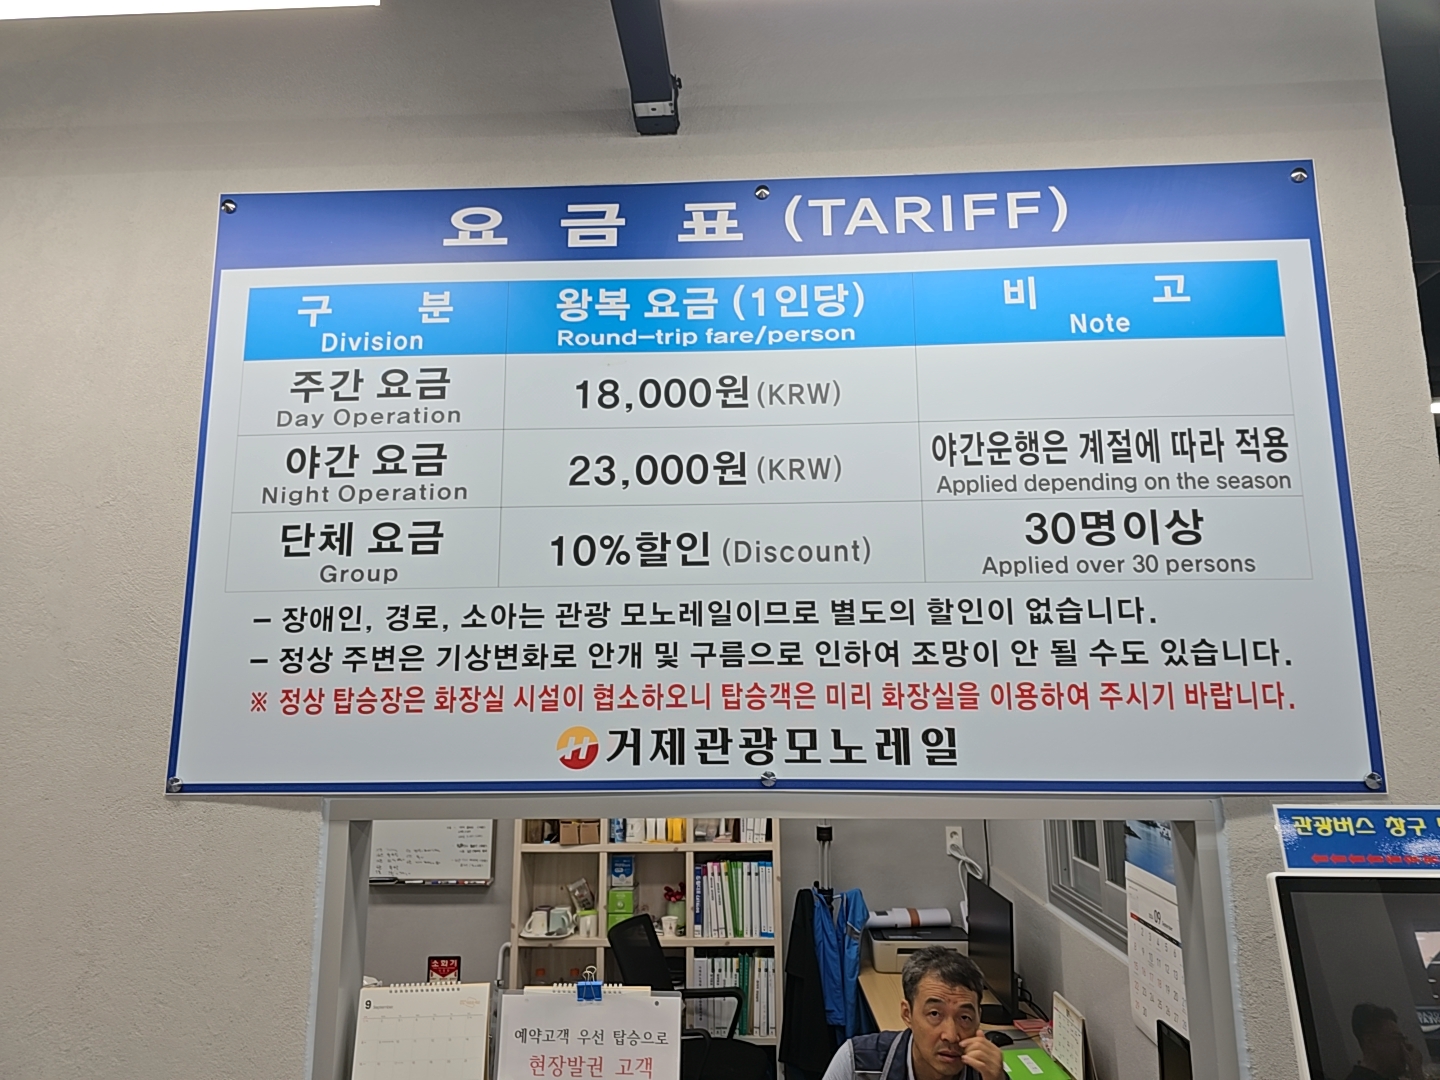 요 금 표 (TARIFF)
구 분
Division
왕복 요금 (1인당)
Round-trip fare/person
비 고
Note
주간 요금
Day Operation
18,000원(KRW)
야간 요금
Night Operation
23,000원(KRW)
야간운행은 계절에 따라 적용
Applied depending on the season
단체 요금
Group
10%할인 (Discount)
30명이상
Applied over 30 persons
- 장애인, 경로, 소아는 관광 모노레일이므로 별도의 할인이 없습니다.
- 정상 주변은 기상변화로 안개 및 구름으로 인하여 조망이 안 될 수도 있습니다.
※ 정상 탑승장은 화장실 시설이 협소하오니 탑승객은 미리 화장실을 이용하여 주시기 바랍니다.
거제관광모노레일
관광버스 창구
소화기
9
09
예약고객 우선 탑승으로
현장발권 고객